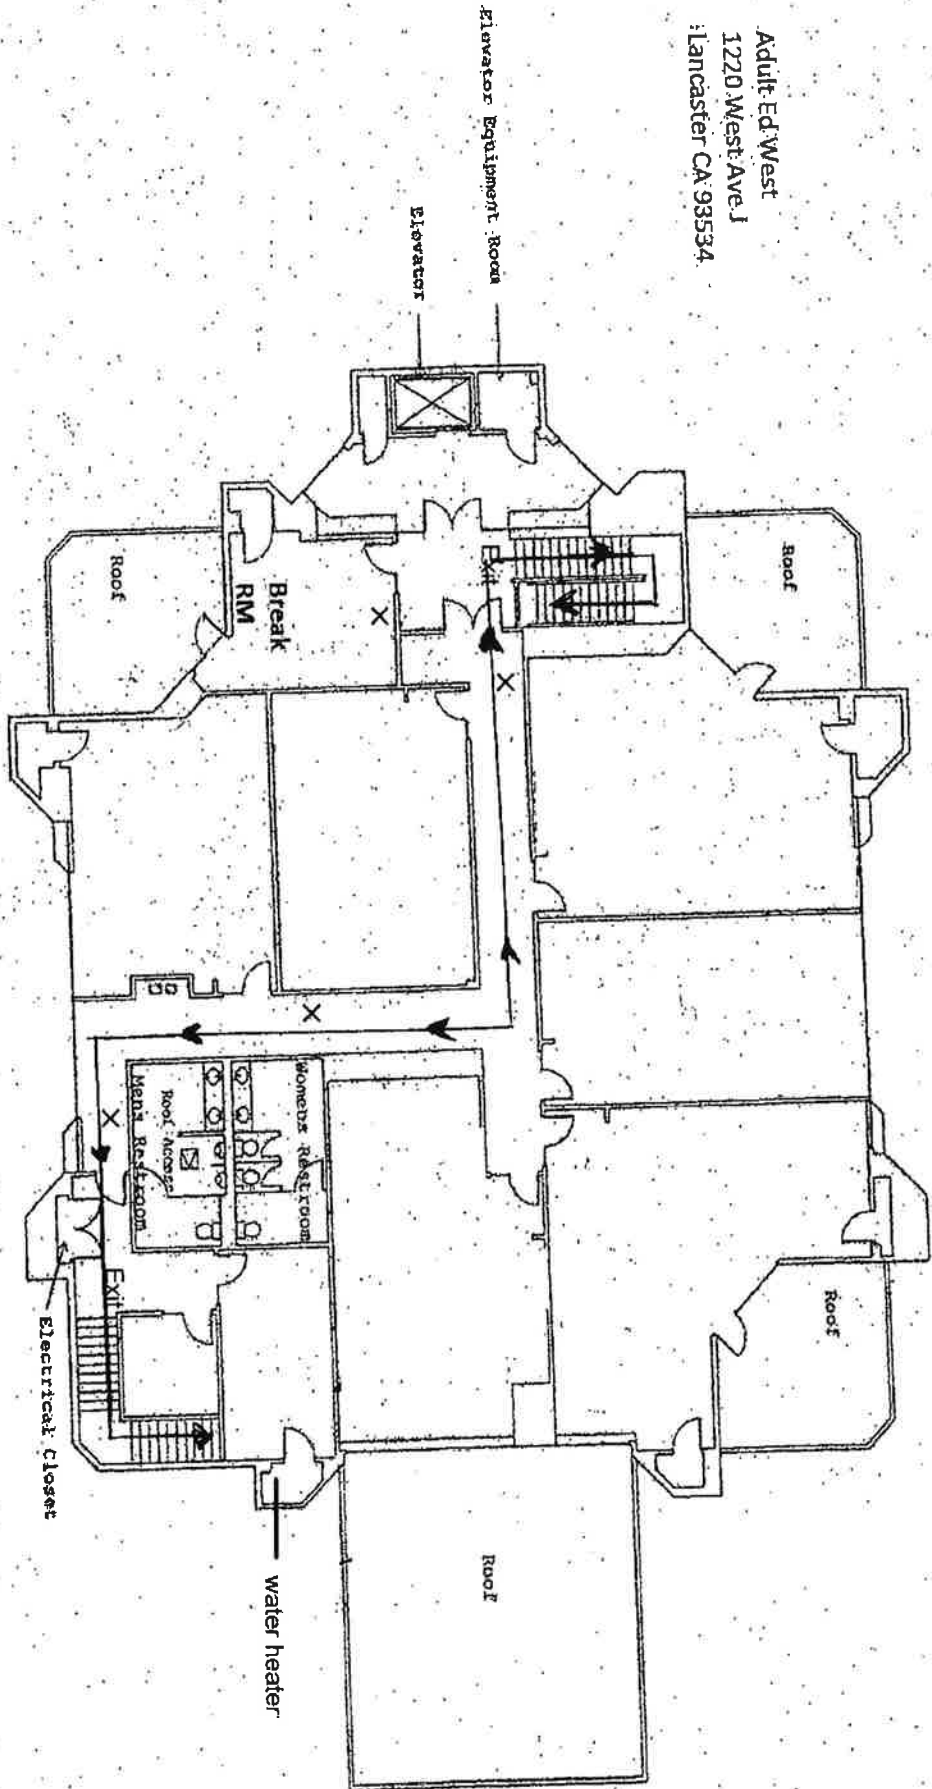 Adult Ed West
1220 West Ave J
Lancaster CA 93534
Elevator Equipment Room
Elevator
Roof
Roof
Exit
Break
RM
Womens Restroom
Roof Access
Mens Restroom
Exit
Roof
Electrical Closet
water heater
Roof